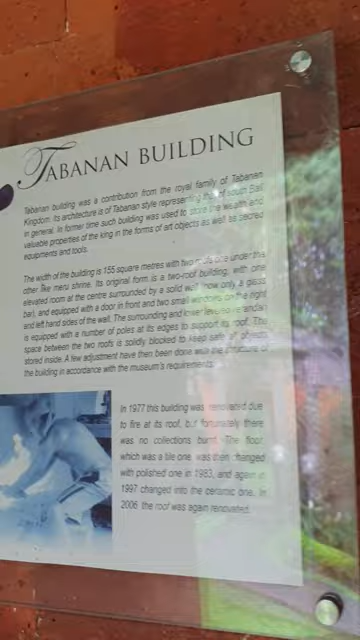 TABANAN BUILDING
Tabanan building was a contribution from the royal family of Tabanan
Kingdom. Its architecture is of Tabanan style representing that of south Bali
in general. In former time such building was used to store the wealth and
valuable properties of the king in the forms of art objects as well as sacred
equipments and tools.
The width of the building is 155 square metres with two roofs one under the
other like meru shrine. Its original form is a two-roof building, with one
elevated room at the centre surrounded by a solid wall (now only a glass
bar), and equipped with a door in front and two small windows on the right
and left hand sides of the wall. The surrounding and lower level
is equipped with a number of poles at its edges to support its roof. The
space between the two roofs is solidly blocked to keep safe of objects
stored inside. A few adjustment have then been done with the structure of
the building in accordance with the museum's requirements.
In 1977 this building was renovated due
to fire at its roof, but fortunately there
was no collections burnt. The floor,
which was a tile one, was then changed
with polished one in 1983, and again in
1997 changed into the ceramic one. In
2006 the roof was again renovated.